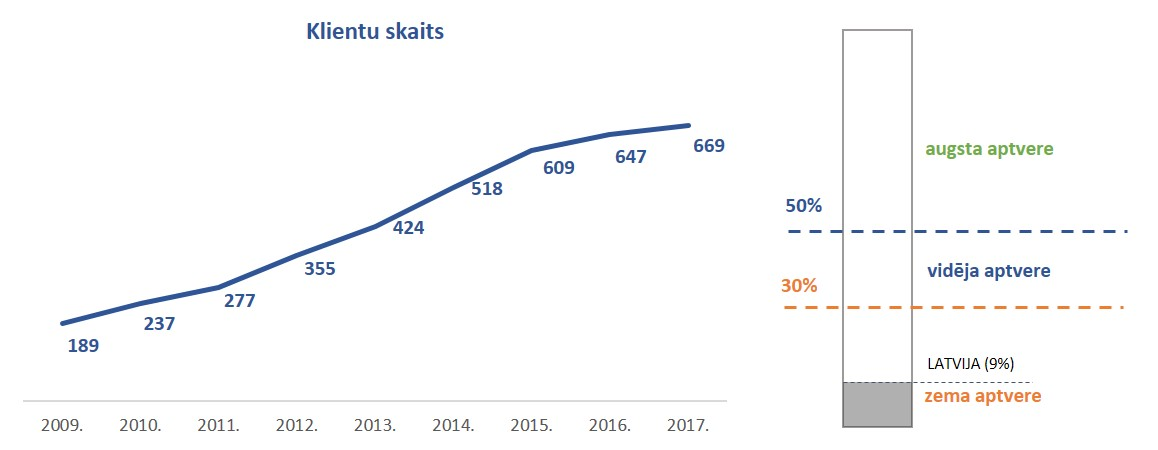 Klientu skaits
189
237
277
355
424
518
609
647
669
2009. 2010. 2011. 2012. 2013. 2014. 2015. 2016. 2017.
augsta aptvere
50%
vidēja aptvere
30%
LATVIJA (9%)
zema aptvere